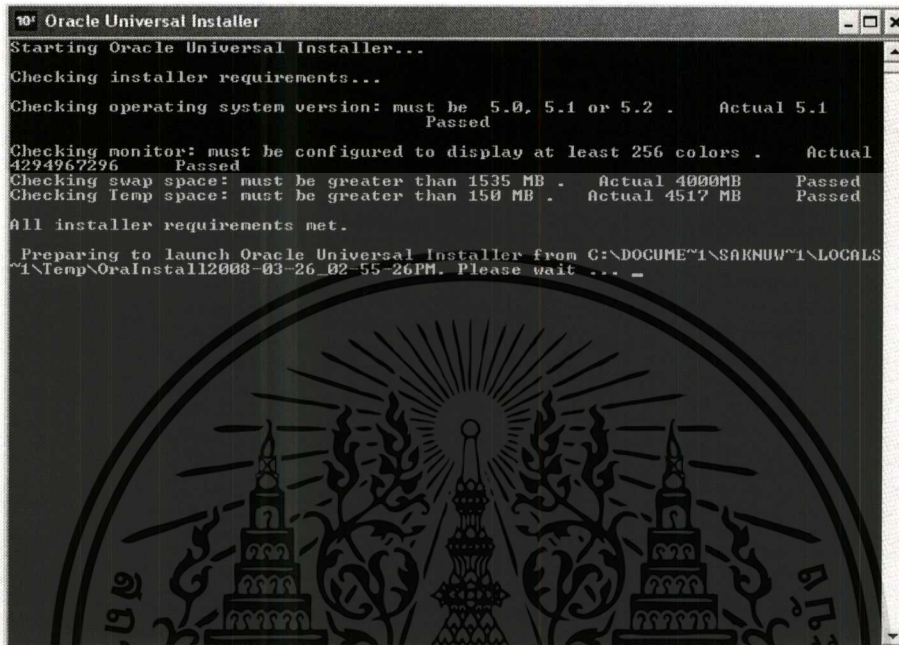 10g Oracle Universal Installer
Starting Oracle Universal Installer...
Checking installer requirements...
Checking operating system version: must be 5.0, 5.1 or 5.2 . Actual 5.1
Passed
Checking monitor: must be configured to display at least 256 colors . Actual
4294967296 Passed
Checking swap space: must be greater than 1535 MB . Actual 4000MB Passed
Checking Temp space: must be greater than 150 MB . Actual 4517 MB Passed
All installer requirements met.
Preparing to launch Oracle Universal Installer from C:\DOCUME~1\SAKNUW~1\LOCALS
~1\Temp\OraInstall2008-03-26_02-55-26PM. Please wait ... _